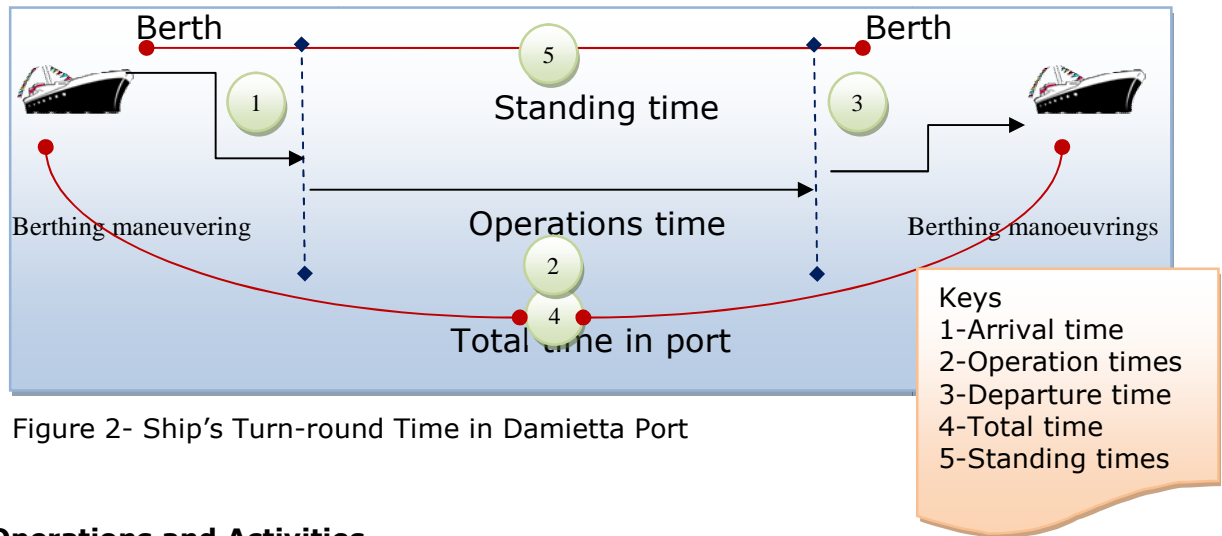 Berth
Berth
5
1
3
Standing time
Berthing maneuvering
Operations time
Berthing manoeuvrings
2
4
Total time in port
Keys
1-Arrival time
2-Operation times
3-Departure time
4-Total time
5-Standing times
Figure 2- Ship's Turn-round Time in Damietta Port
Operations and Activities